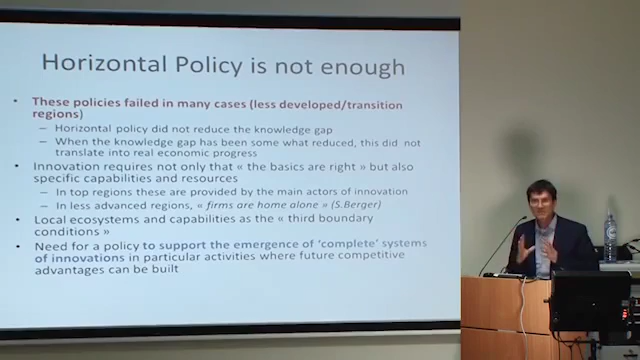 Horizontal Policy is not enough
• These policies failed in many cases (less developed/transition
regions)
– Horizontal policy did not reduce the knowledge gap
– When the knowledge gap has been some what reduced, this did not
translate into real economic progress
• Innovation requires not only that « the basics are right » but also
specific capabilities and resources
– In top regions these are provided by the main actors of innovation
– In less advanced regions, « firms are home alone » (S.Berger)
• Local ecosystems and capabilities as the « third boundary
conditions »
• Need for a policy to support the emergence of ‘complete’ systems
of innovations in particular activities where future competitive
advantages can be built